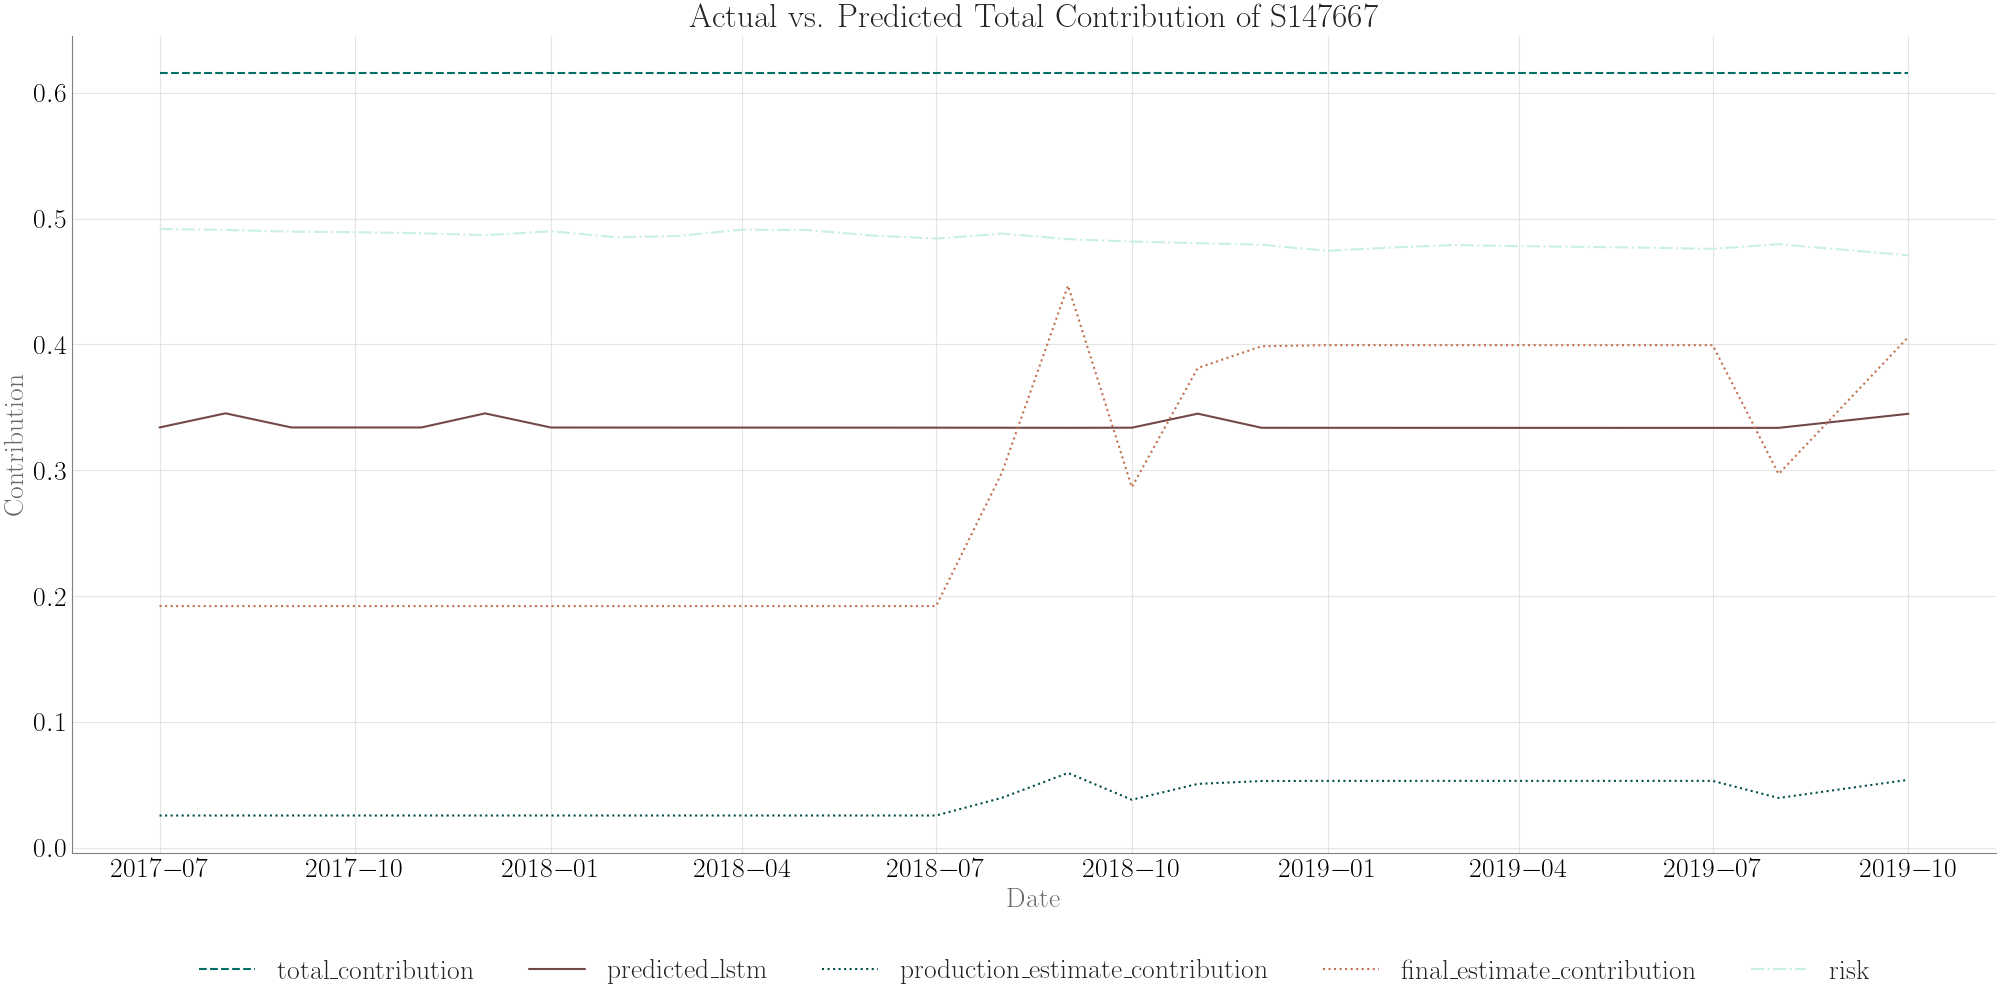 Actual vs. Predicted Total Contribution of S147667
0.6
0.5
0.4
0.3
0.2
0.1
0.0
Contribution
2017–07 2017–10 2018–01 2018–04 2018–07 2018–10 2019–01 2019–04 2019–07 2019–10
Date
total_contribution predicted_lstm production_estimate_contribution final_estimate_contribution risk